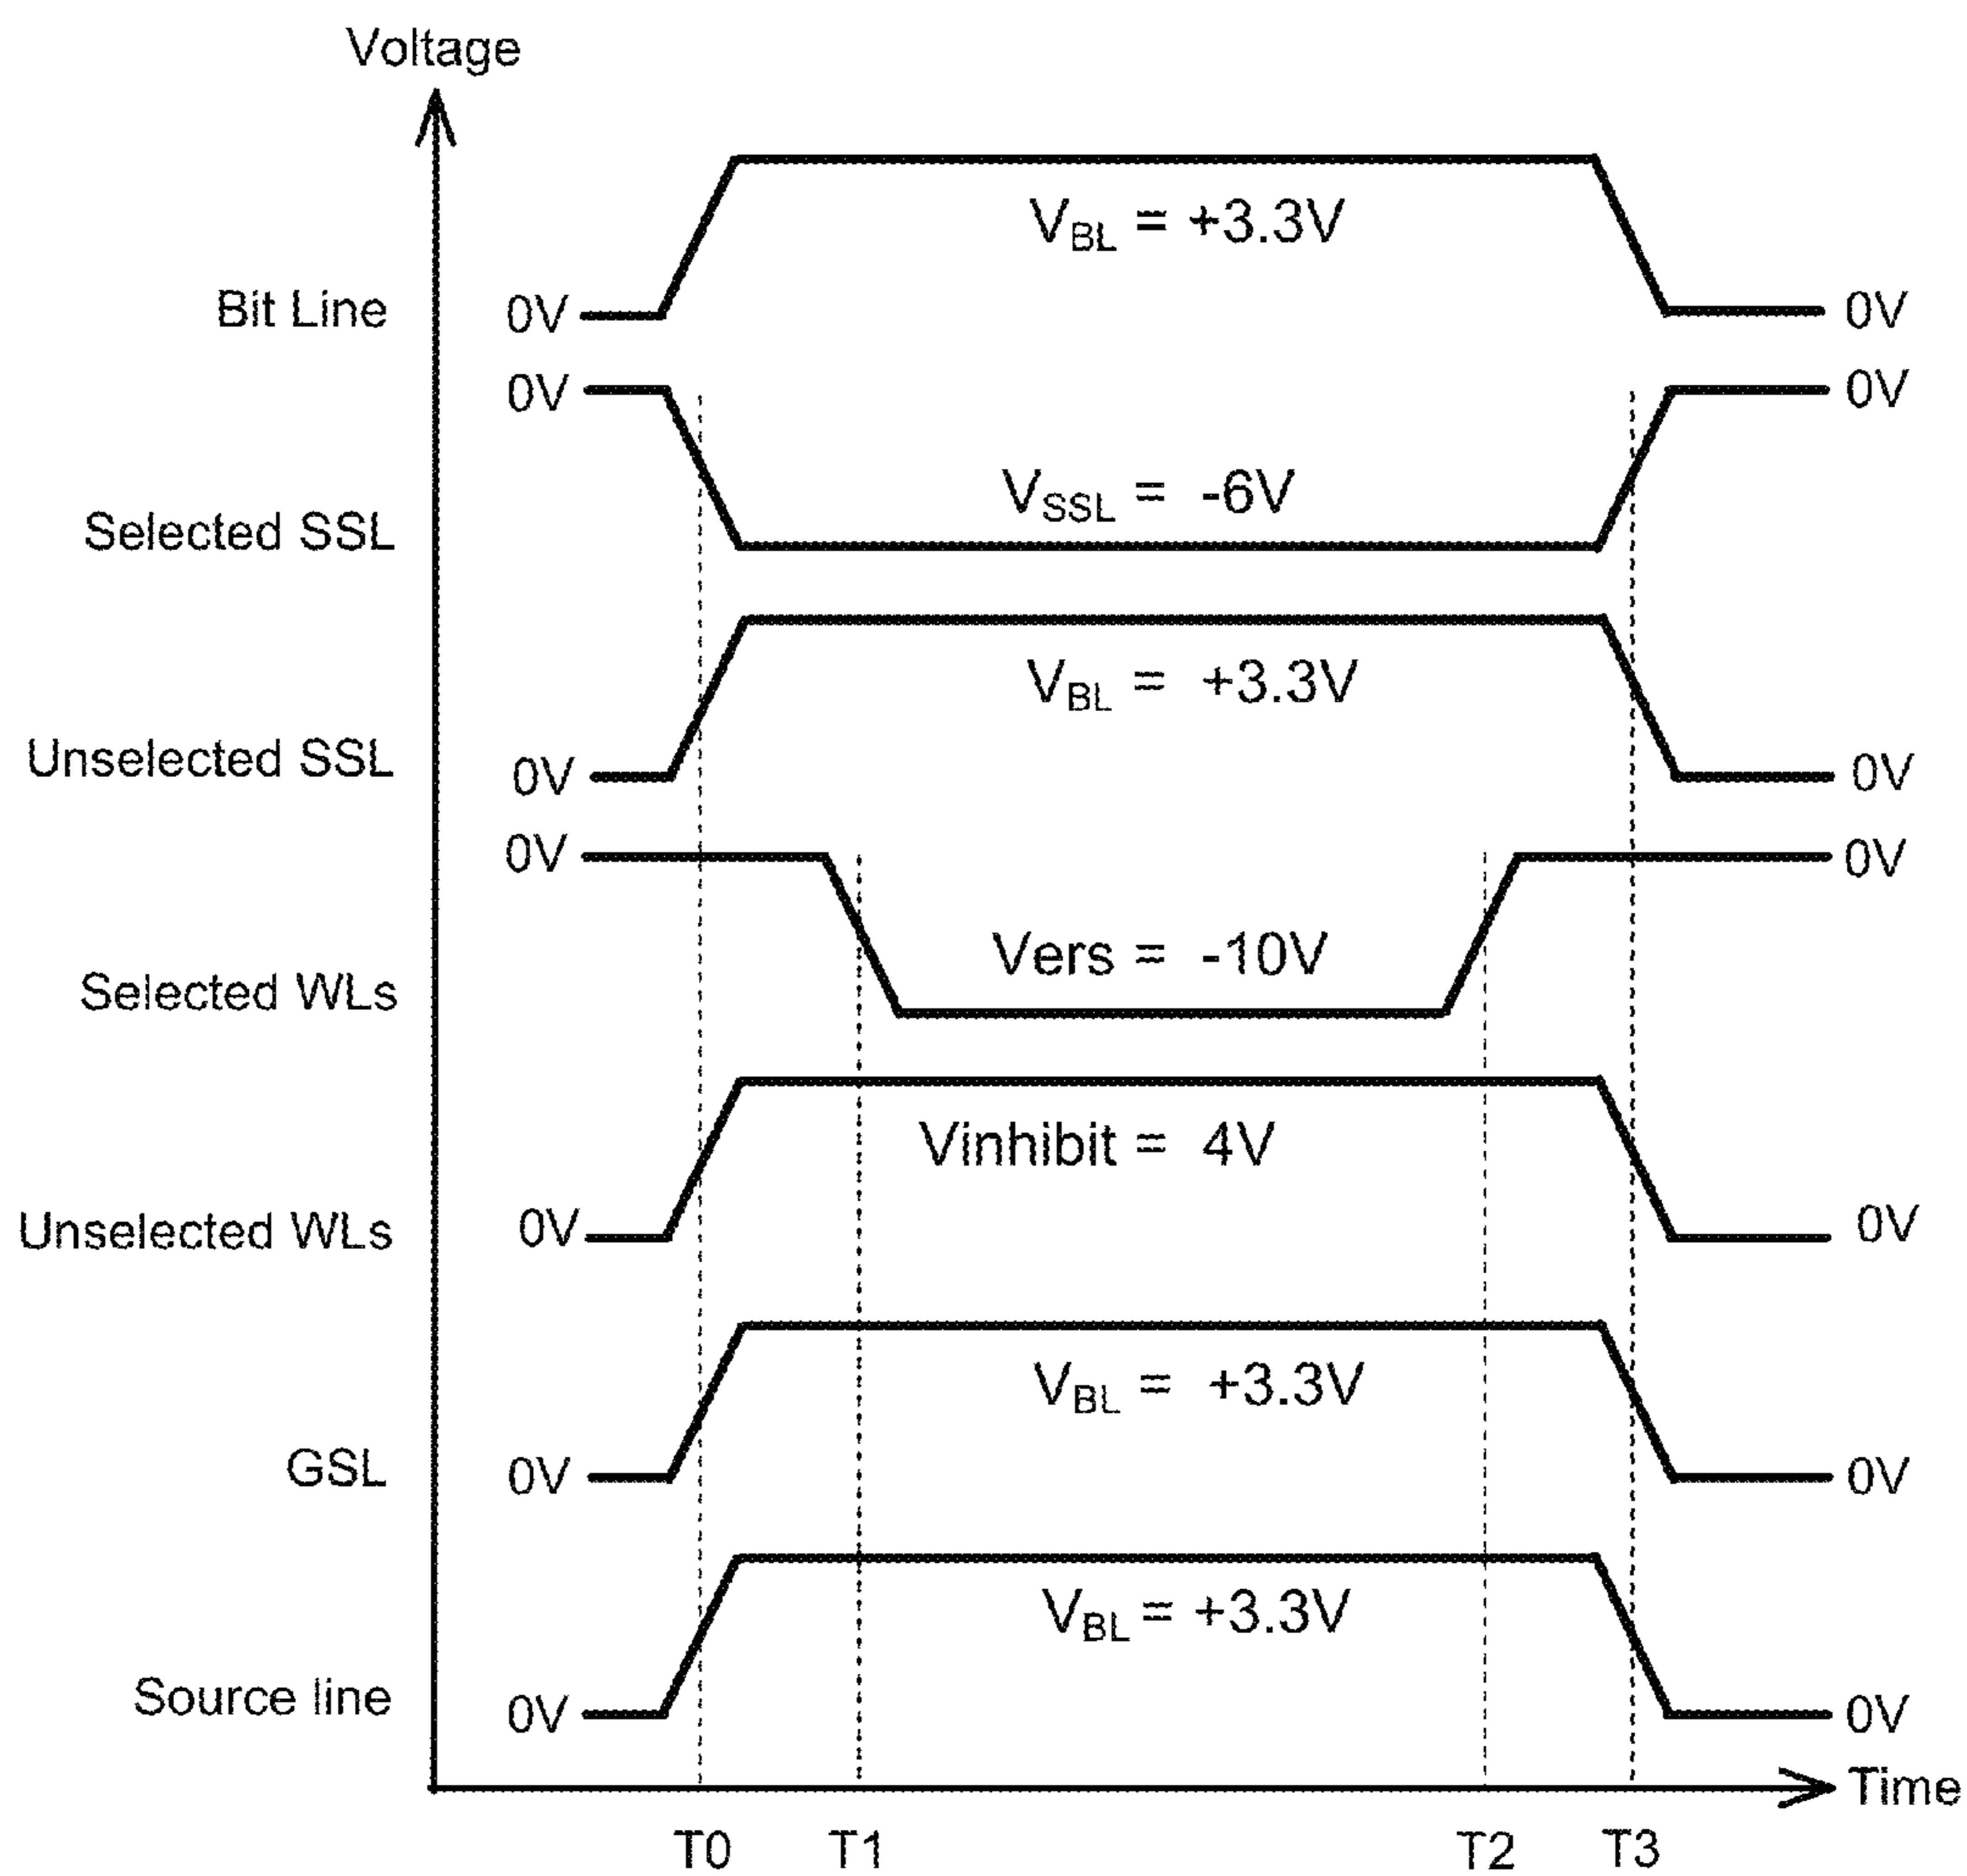 Voltage
V_BL = +3.3V
Bit Line 0V 0V
0V 0V
V_SSL = -6V
Selected SSL
V_BL = +3.3V
Unselected SSL 0V 0V
0V 0V
Vers = -10V
Selected WLs
Vinhibit = 4V
Unselected WLs 0V 0V
V_BL = +3.3V
GSL 0V 0V
V_BL = +3.3V
Source line 0V 0V
Time
T0 T1 T2 T3